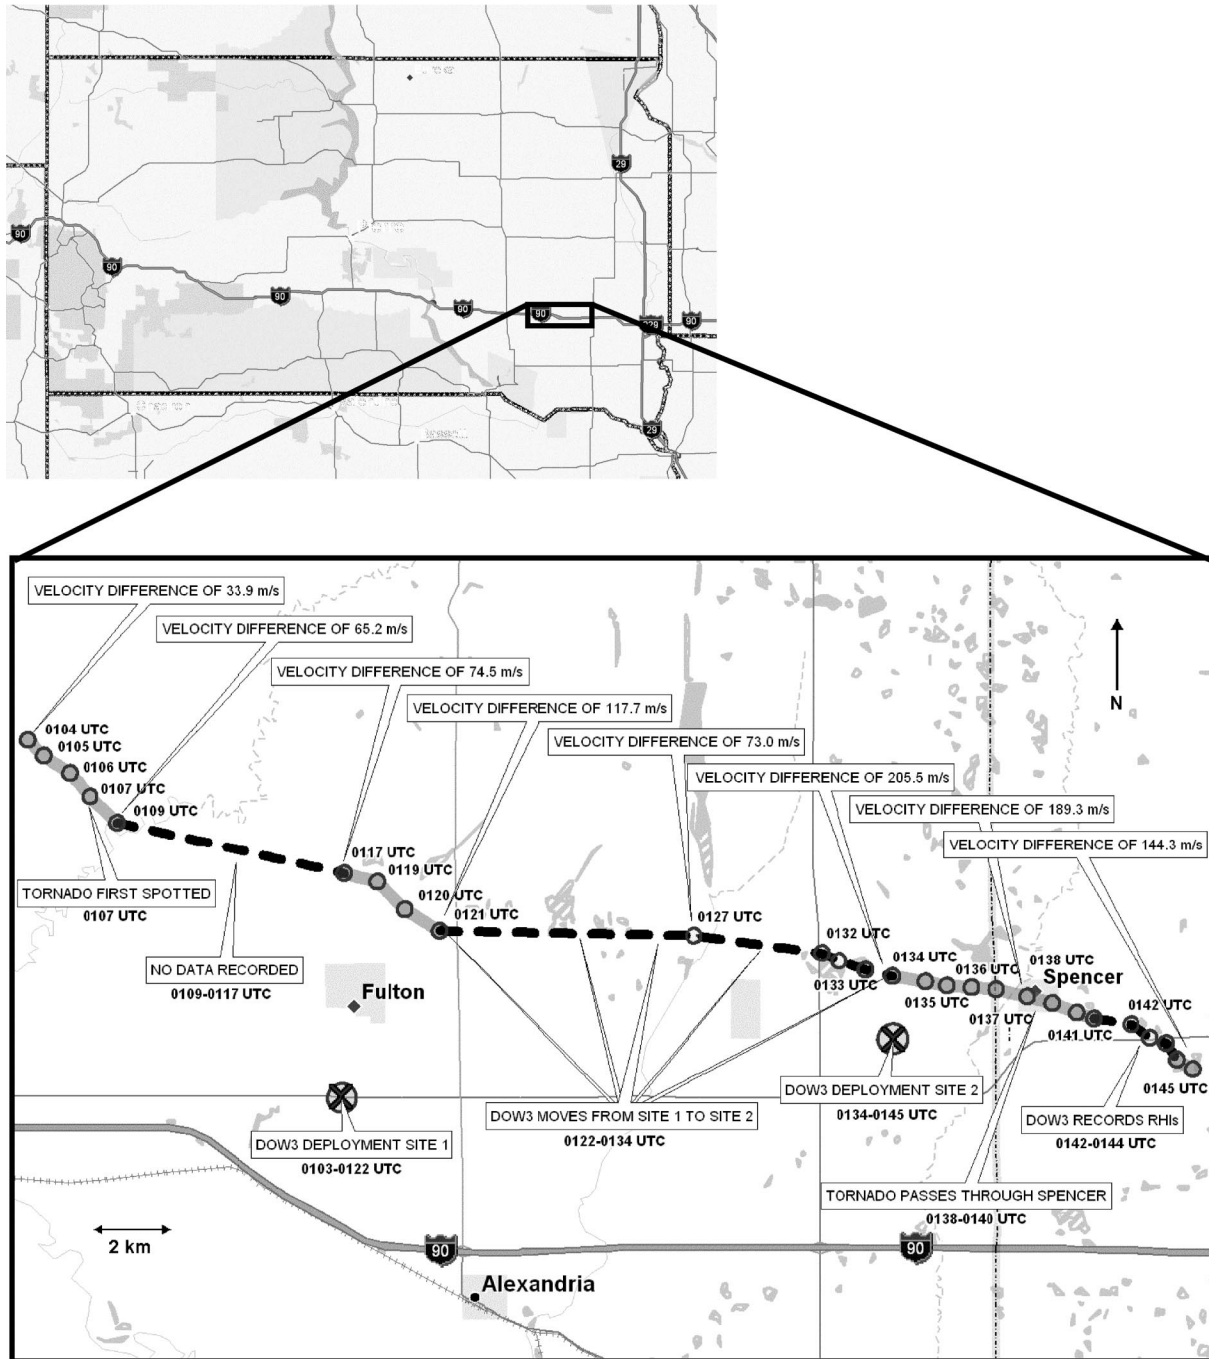 29
90
90
90
90
90
229
90
29
VELOCITY DIFFERENCE OF 33.9 m/s
VELOCITY DIFFERENCE OF 65.2 m/s
VELOCITY DIFFERENCE OF 74.5 m/s
VELOCITY DIFFERENCE OF 117.7 m/s
VELOCITY DIFFERENCE OF 73.0 m/s
VELOCITY DIFFERENCE OF 205.5 m/s
VELOCITY DIFFERENCE OF 189.3 m/s
VELOCITY DIFFERENCE OF 144.3 m/s
N
0104 UTC
0105 UTC
0106 UTC
0107 UTC
0109 UTC
0117 UTC
0119 UTC
0120 UTC
0121 UTC
0127 UTC
0132 UTC
0133 UTC
0134 UTC
0135 UTC
0136 UTC
0137 UTC
0138 UTC
Spencer
0141 UTC
0142 UTC
0145 UTC
TORNADO FIRST SPOTTED
0107 UTC
NO DATA RECORDED
0109-0117 UTC
Fulton
DOW3 DEPLOYMENT SITE 1
0103-0122 UTC
DOW3 MOVES FROM SITE 1 TO SITE 2
0122-0134 UTC
DOW3 DEPLOYMENT SITE 2
0134-0145 UTC
DOW3 RECORDS RHIs
0142-0144 UTC
TORNADO PASSES THROUGH SPENCER
0138-0140 UTC
2 km
90
90
Alexandria